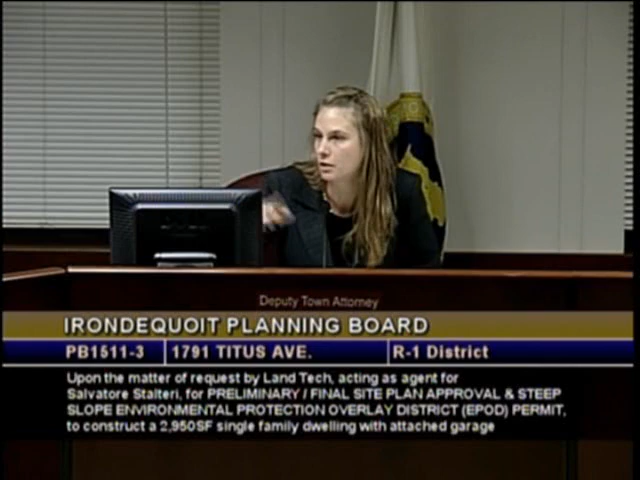 Deputy Town Attorney
IRONDEQUOIT PLANNING BOARD
PB1511-3 1791 TITUS AVE. R-1 District
Upon the matter of request by Land Tech, acting as agent for
Salvatore Stalteri, for PRELIMINARY / FINAL SITE PLAN APPROVAL & STEEP
SLOPE ENVIRONMENTAL PROTECTION OVERLAY DISTRICT (EPOD) PERMIT,
to construct a 2,950SF single family dwelling with attached garage